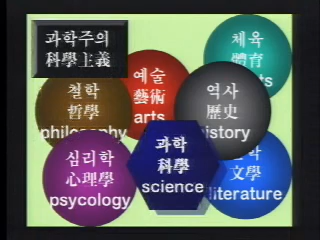 과학주의
科學主義
체육
體育
ts
예술
藝術
arts
철학
哲學
philosophy
역사
歷史
history
심리학
心理學
psycology
과학
科學
science
학
文學
literature